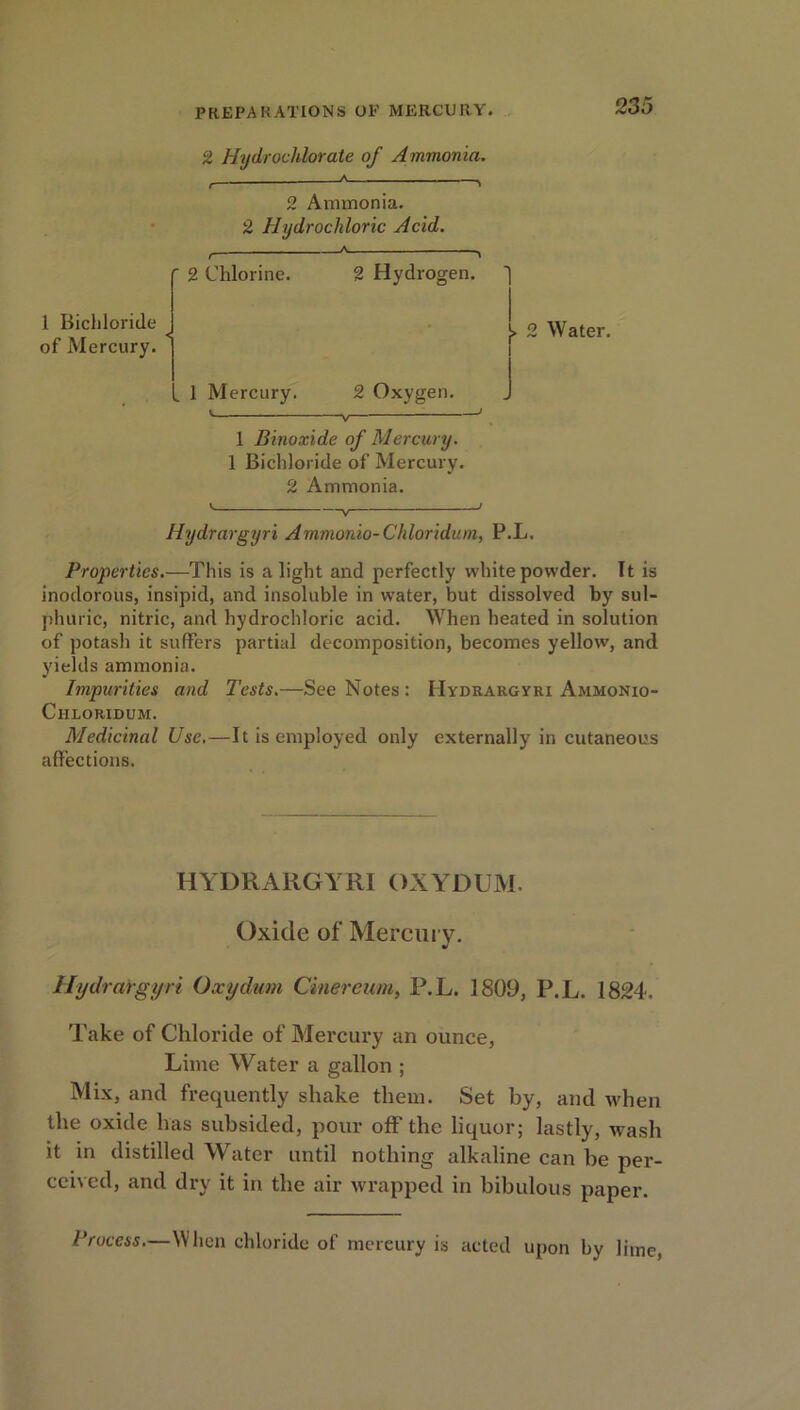 PREPARATIONS OF MERCURY. 235
2 Hydrochlorate of Ammonia.
2 Ammonia.
2 Hydrochloric Acid.
2 Chlorine. 2 Hydrogen.
1 Bichloride
of Mercury.
2 Water.
1 Mercury. 2 Oxygen.
1 Binoxide of Mercury.
1 Bichloride of Mercury.
2 Ammonia.
Hydrargyri Ammonio-Chloridum, P.L.
Properties.—This is a light and perfectly white powder. It is
inodorous, insipid, and insoluble in water, but dissolved by sul-
phuric, nitric, and hydrochloric acid. When heated in solution
of potash it suffers partial decomposition, becomes yellow, and
yields ammonia.
Impurities and Tests.—See Notes: HYDRARGYRI AMMONIO-
CHLORIDUM.
Medicinal Use.—It is employed only externally in cutaneous
affections.
HYDRARGYRI OXYDUM.
Oxide of Mercury.
Hydrargyri Oxydum Cinereum, P.L. 1809, P.L. 1824.
Take of Chloride of Mercury an ounce,
Lime Water a gallon ;
Mix, and frequently shake them. Set by, and when
the oxide has subsided, pour off the liquor; lastly, wash
it in distilled Water until nothing alkaline can be per-
ceived, and dry it in the air wrapped in bibulous paper.
Process.—When chloride of mercury is acted upon by lime,